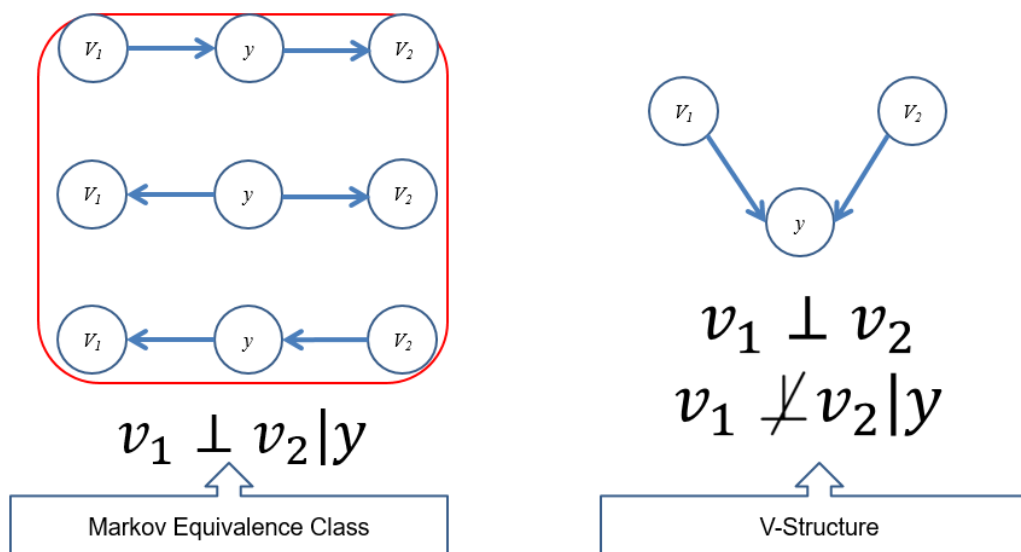 V₁ y V₂
V₁ y V₂
V₁ y V₂
v₁ ⊥ v₂|y
Markov Equivalence Class
V₁ V₂
y
v₁ ⊥ v₂
v₁ ⊥̸ v₂|y
V-Structure